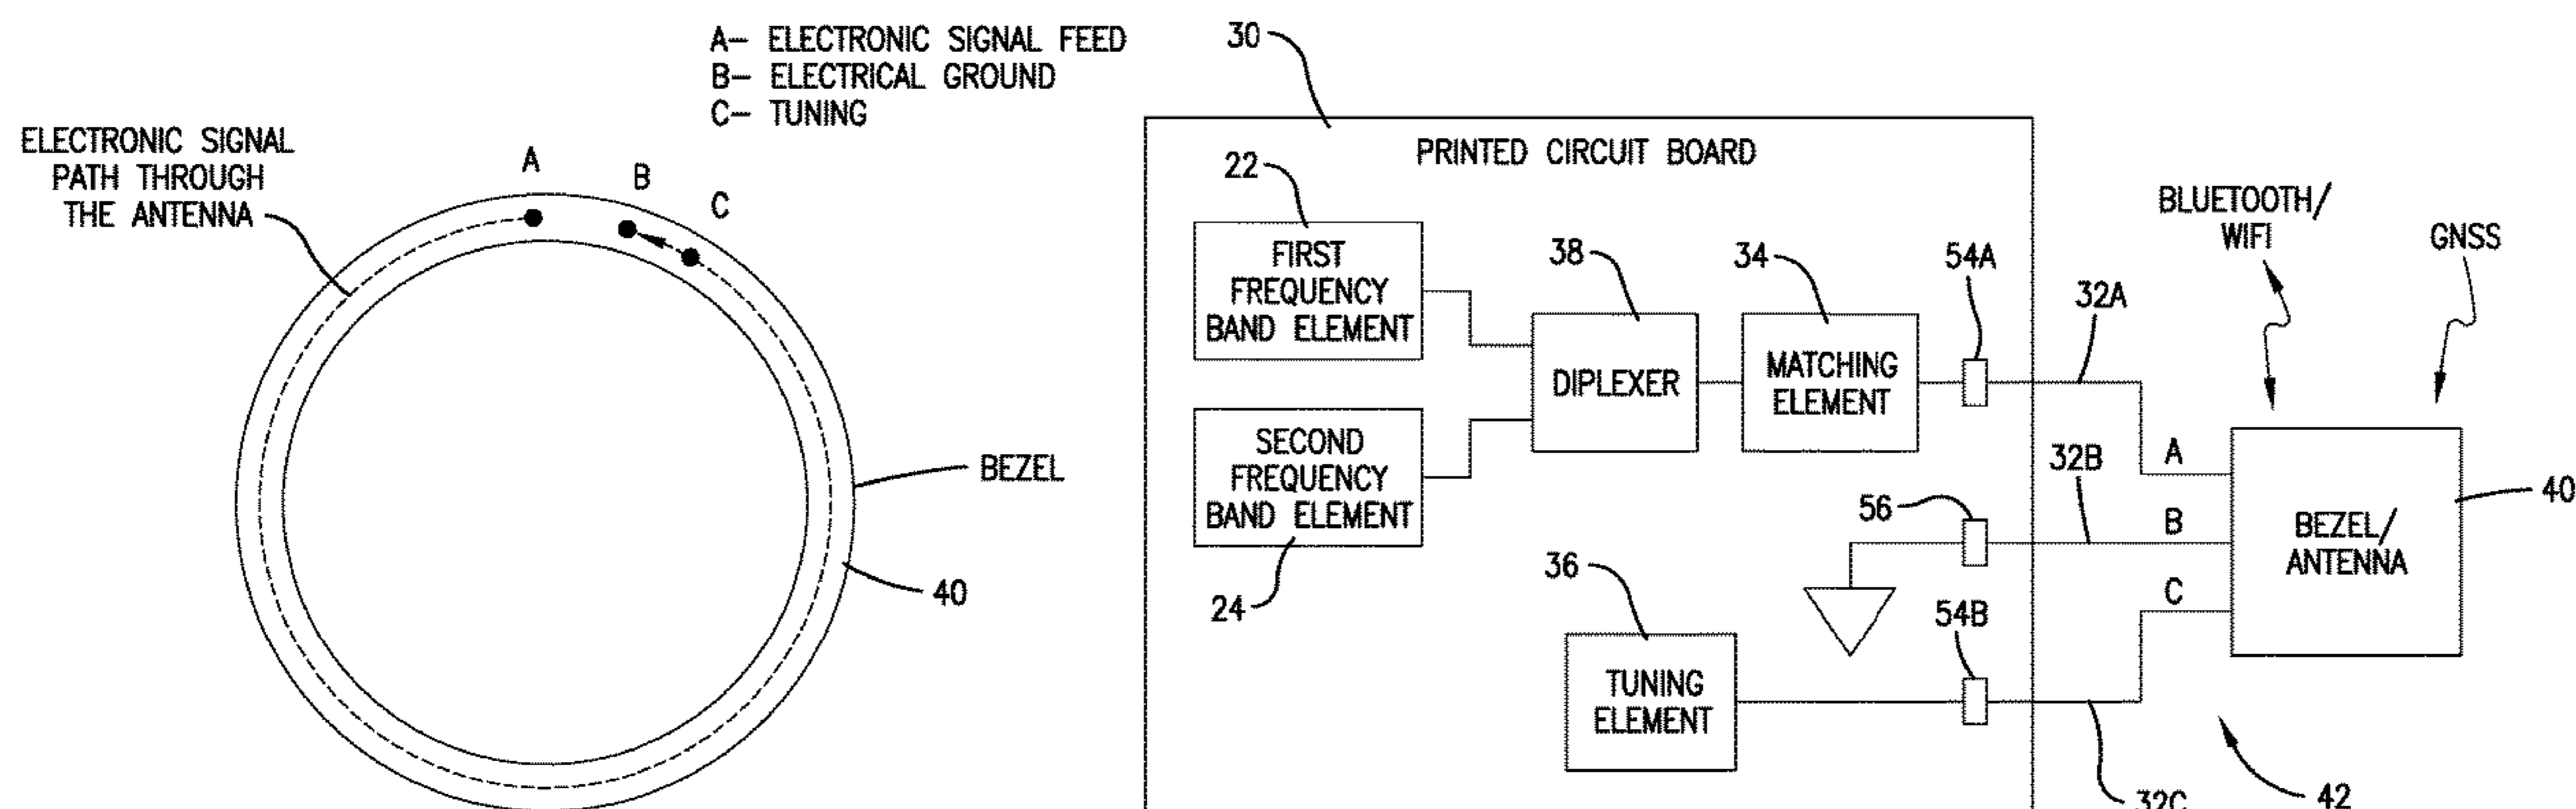 A– ELECTRONIC SIGNAL FEED
B– ELECTRICAL GROUND
C– TUNING
ELECTRONIC SIGNAL
PATH THROUGH
THE ANTENNA
A
B
C
BEZEL
40
30
PRINTED CIRCUIT BOARD
22
FIRST
FREQUENCY
BAND ELEMENT
SECOND
FREQUENCY
BAND ELEMENT
24
38
DIPLEXER
34
MATCHING
ELEMENT
54A
32A
56
32B
36
TUNING
ELEMENT
54B
32C
A
B
C
BLUETOOTH/
WIFI
GNSS
BEZEL/
ANTENNA
40
42